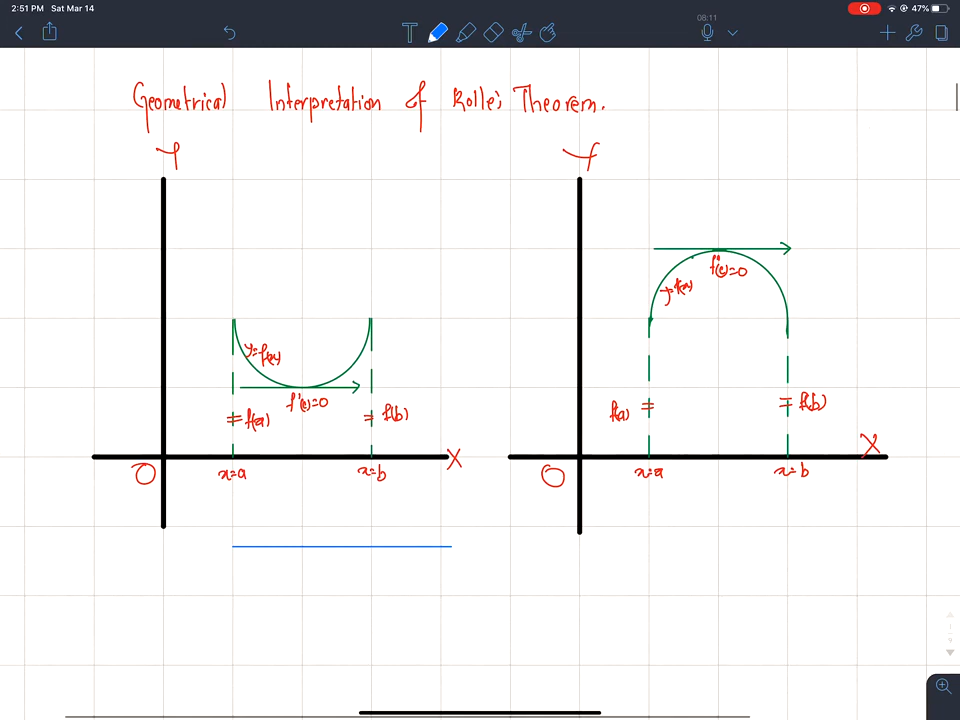 2:51 PM Sat Mar 14
47%
08:11
T
Geometrical Interpretation of Rolle's Theorem.
Y
Y
f'(c)=0
y=f(x)
y=f(x)
f'(c)=0
= f(a)
= f(b)
f(a) =
= f(b)
X
X
O
x=a
x=b
O
x=a
x=b